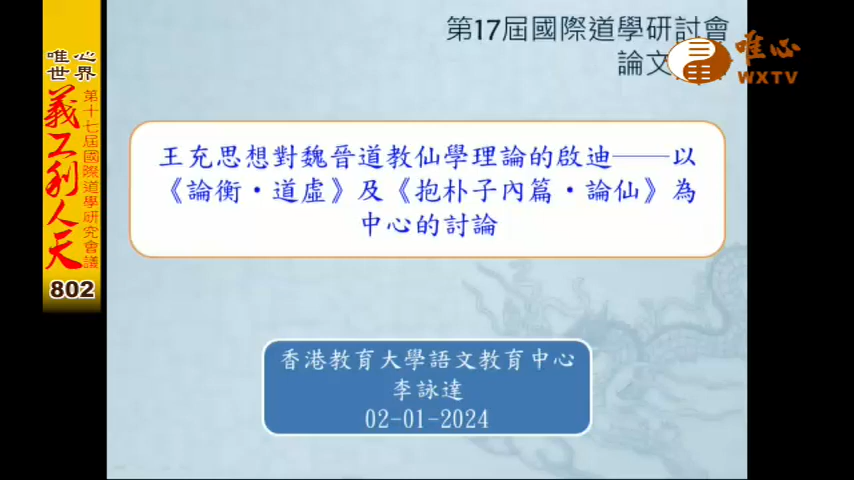 第17屆國際道學研討會
論文
唯心
WXTV
唯心
世界
第十七屆國際道學研究會議
義工利人天
802
王充思想對魏晉道教仙學理論的啟迪──以
《論衡·道虛》及《抱朴子內篇·論仙》為
中心的討論
香港教育大學語文教育中心
李詠達
02-01-2024